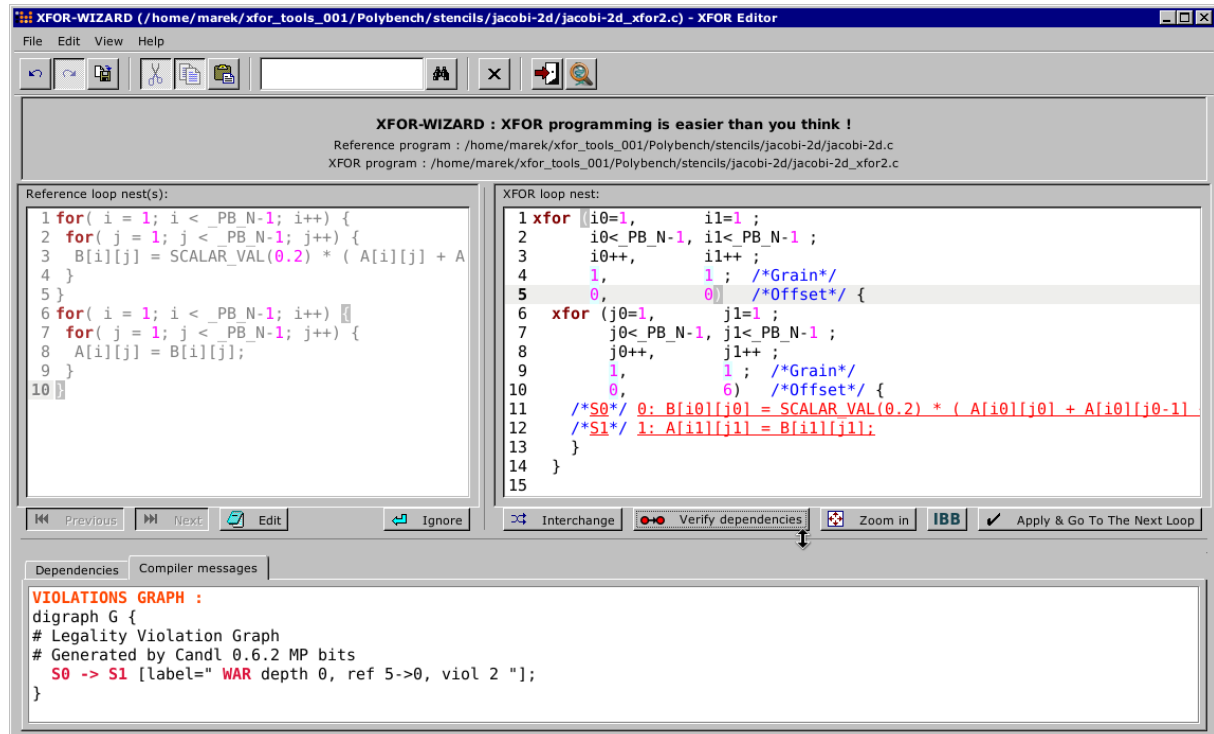 XFOR-WIZARD (/home/marek/xfor_tools_001/Polybench/stencils/jacobi-2d/jacobi-2d_xfor2.c) - XFOR Editor
File Edit View Help
XFOR-WIZARD : XFOR programming is easier than you think !
Reference program : /home/marek/xfor_tools_001/Polybench/stencils/jacobi-2d/jacobi-2d.c
XFOR program : /home/marek/xfor_tools_001/Polybench/stencils/jacobi-2d/jacobi-2d_xfor2.c
Reference loop nest(s):
1 for( i = 1; i < _PB_N-1; i++) {
2 for( j = 1; j < _PB_N-1; j++) {
3 B[i][j] = SCALAR_VAL(0.2) * ( A[i][j] + A
4 }
5 }
6 for( i = 1; i < _PB_N-1; i++) {
7 for( j = 1; j < _PB_N-1; j++) {
8 A[i][j] = B[i][j];
9 }
10 }
Previous Next Edit Ignore
XFOR loop nest:
1 xfor (i0=1, i1=1 ;
2 i0<_PB_N-1, i1<_PB_N-1 ;
3 i0++, i1++ ;
4 1, 1 ; /*Grain*/
5 0, 0) /*Offset*/ {
6 xfor (j0=1, j1=1 ;
7 j0<_PB_N-1, j1<_PB_N-1 ;
8 j0++, j1++ ;
9 1, 1 ; /*Grain*/
10 0, 6) /*Offset*/ {
11 /*S0*/ 0: B[i0][j0] = SCALAR_VAL(0.2) * ( A[i0][j0] + A[i0][j0-1]
12 /*S1*/ 1: A[i1][j1] = B[i1][j1];
13 }
14 }
15
Interchange Verify dependencies Zoom in IBB Apply & Go To The Next Loop
Dependencies Compiler messages
VIOLATIONS GRAPH :
digraph G {
# Legality Violation Graph
# Generated by Candl 0.6.2 MP bits
S0 -> S1 [label=" WAR depth 0, ref 5->0, viol 2 "];
}